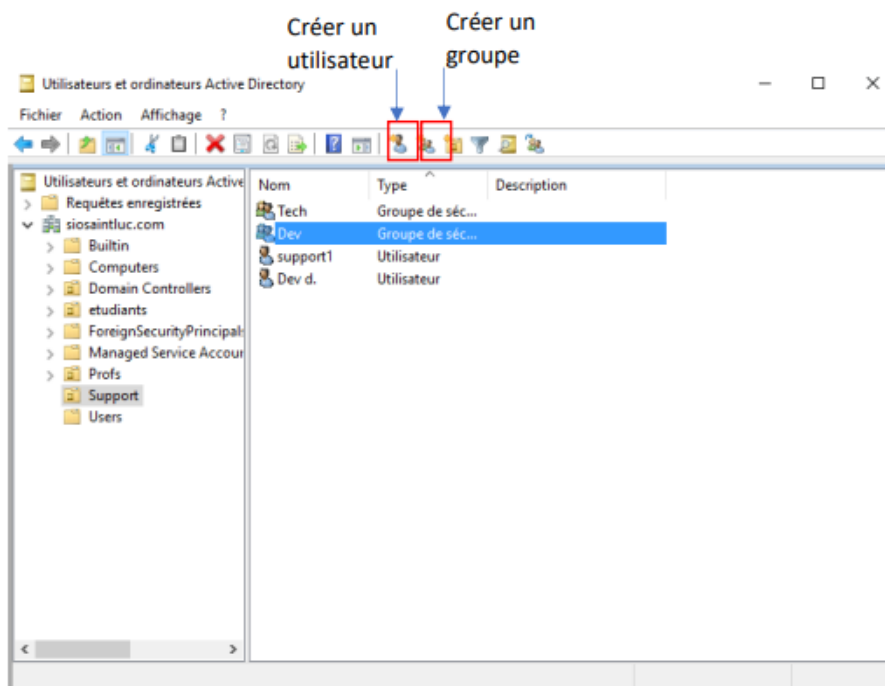 Créer un
utilisateur
Créer un
groupe
Utilisateurs et ordinateurs Active Directory
Fichier Action Affichage ?
Utilisateurs et ordinateurs Active
Requêtes enregistrées
siosaintluc.com
Builtin
Computers
Domain Controllers
etudiants
ForeignSecurityPrincipals
Managed Service Accour
Profs
Support
Users
Nom Type Description
Tech Groupe de séc...
Dev Groupe de séc...
support1 Utilisateur
Dev d. Utilisateur